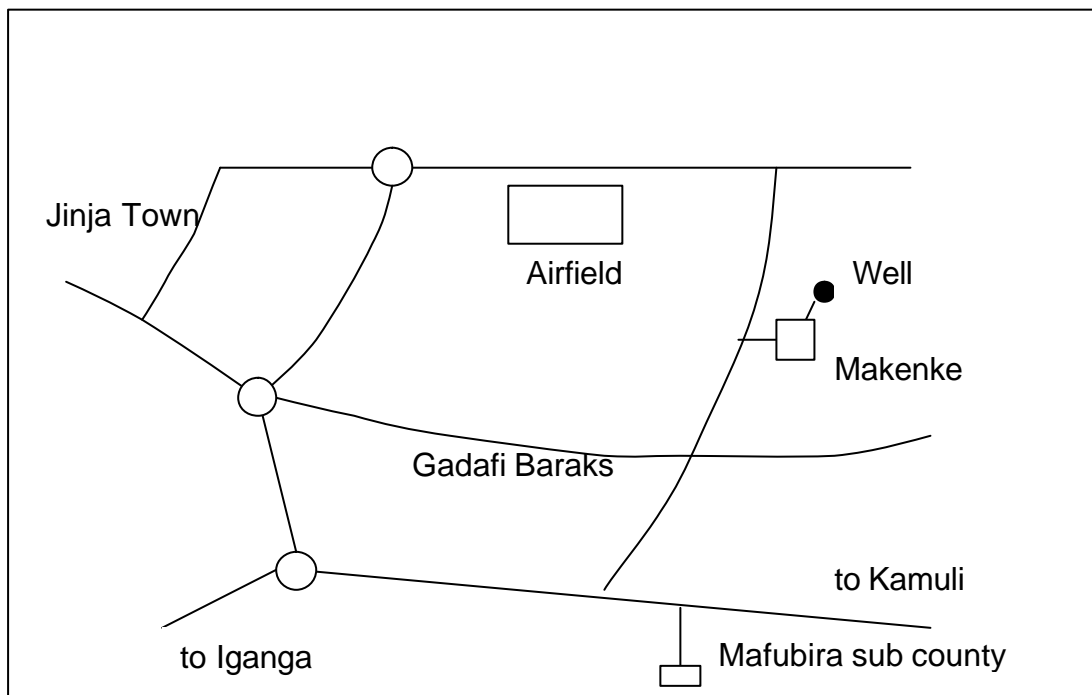 Jinja Town
Airfield
Well
Makenke
Gadafi Baraks
to Kamuli
to Iganga
Mafubira sub county